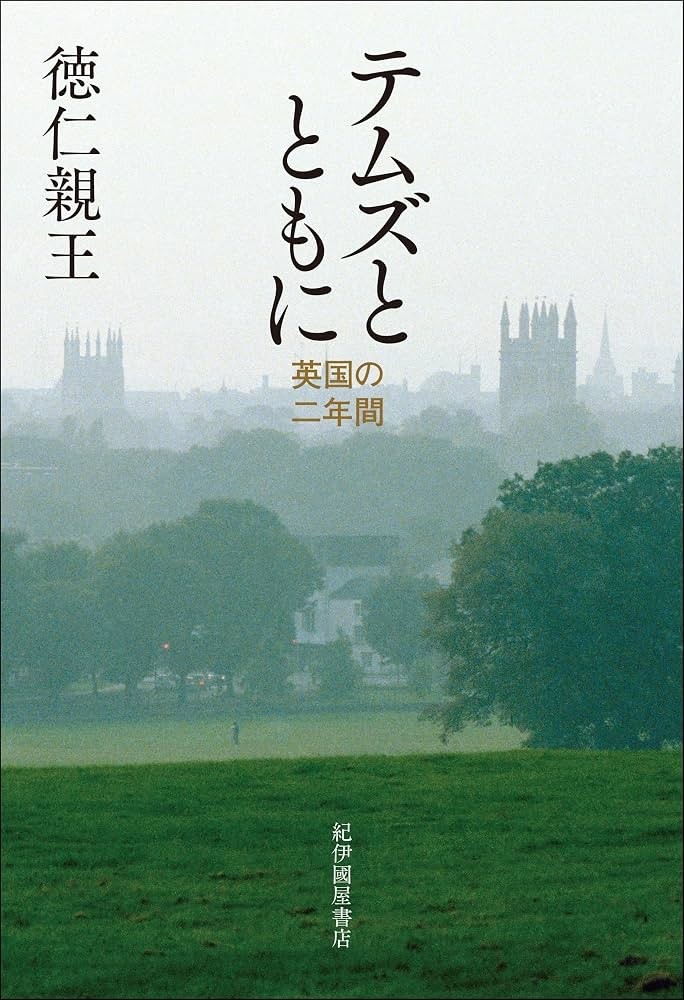 テムズと
ともに
英国の
二年間
徳仁親王
紀伊國屋書店